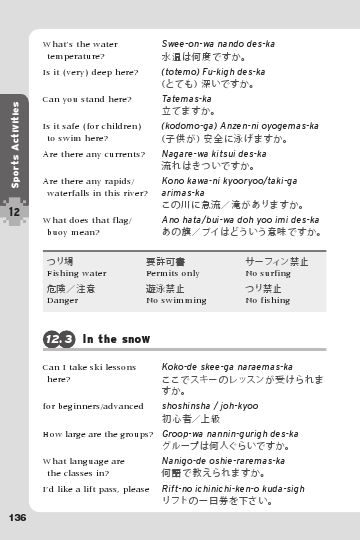 What's the water
temperature?
Swee-on-wa nando des-ka
水温は何度ですか。
Is it (very) deep here?
(totemo) Fu-kigh des-ka
(とても) 深いですか。
Can you stand here?
Tatemas-ka
立てますか。
Is it safe (for children)
to swim here?
(kodomo-ga) Anzen-ni oyogemas-ka
(子供が) 安全に泳げますか。
Are there any currents?
Nagare-wa kitsui des-ka
流れはきついですか。
Are there any rapids/
waterfalls in this river?
Kono kawa-ni kyooryoo/taki-ga
arimas-ka
この川に急流／滝がありますか。
What does that flag/
buoy mean?
Ano hata/bui-wa doh yoo imi des-ka
あの旗／ブイはどういう意味ですか。
つり場
Fishing water
要許可書
Permits only
サーフィン禁止
No surfing
危険／注意
Danger
遊泳禁止
No swimming
つり禁止
No fishing
12.3 In the snow
Can I take ski lessons
here?
Koko-de skee-ga naraemas-ka
ここでスキーのレッスンが受けられま
すか。
for beginners/advanced
shoshinsha / joh-kyoo
初心者／上級
How large are the groups?
Groop-wa nannin-gurigh des-ka
グループは何人ぐらいですか。
What language are
the classes in?
Nanigo-de oshie-raremas-ka
何語で教えられますか。
I'd like a lift pass, please
Rift-no ichinichi-ken-o kuda-sigh
リフトの一日券を下さい。
Sports Activities
12
136